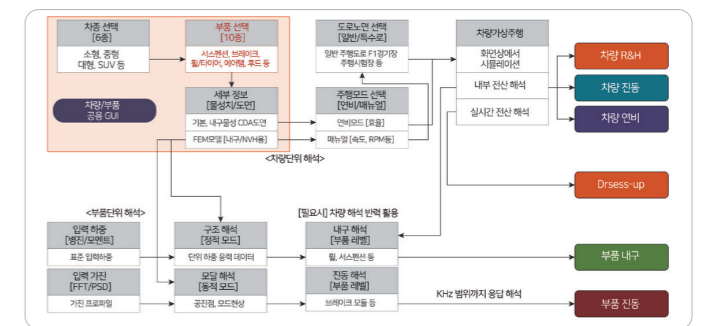 차종 선택
[6종]
소형, 중형
대형, SUV 등
부품 선택
[10종]
서스펜션, 브레이크,
휠/타이어, 에어댐, 후드 등
도로노면 선택
[일반/특수로]
일반 주행도로 F1경기장
주행시험장 등
차량가상주행
화면상에서
시뮬레이션
내부 전산 해석
실시간 전산 해석
차량 R&H
차량 진동
차량 연비
차량/부품
공용 GUI
세부 정보
[물성치/도면]
기본, 내구물성 CDA도면
FEM모델 [내구/NVH용]
주행모드 선택
[연비/매뉴얼]
연비모드 [효율]
매뉴얼 [속도, RPM등]
<차량단위 해석>
Drsess-up
<부품단위 해석>
[필요시] 차량 해석 반력 활용
입력 하중
[병진/모멘트]
표준 입력하중
구조 해석
[정적 모드]
단위 하중 응력 데이터
내구 해석
[부품 레벨]
휠, 서스펜션 등
부품 내구
입력 가진
[FFT/PSD]
가진 프로파일
모달 해석
[동적 모드]
공진점, 모드현상
진동 해석
[부품 레벨]
브레이크 모듈 등
KHz 범위까지 응답 해석
부품 진동